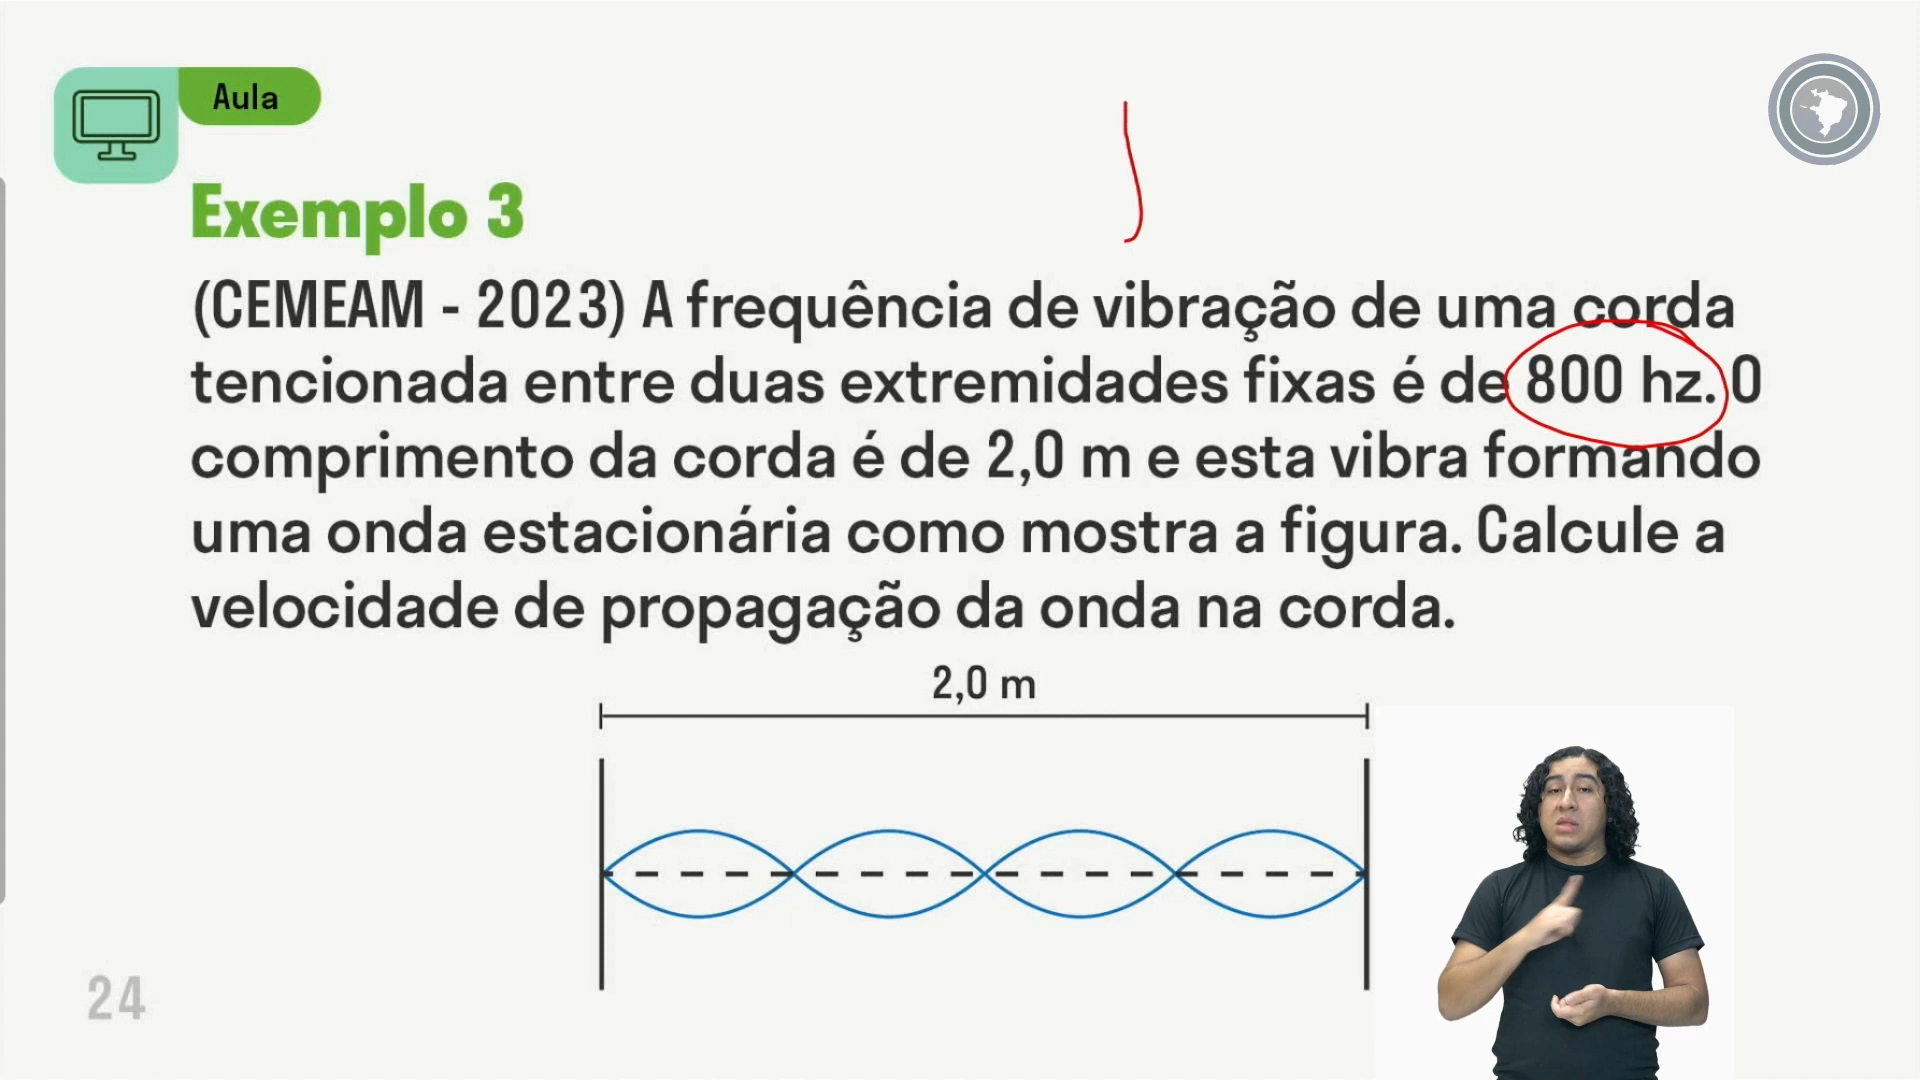 Aula
Exemplo 3
(CEMEAM - 2023) A frequência de vibração de uma corda
tencionada entre duas extremidades fixas é de 800 hz. O
comprimento da corda é de 2,0 m e esta vibra formando
uma onda estacionária como mostra a figura. Calcule a
velocidade de propagação da onda na corda.
2,0 m
24